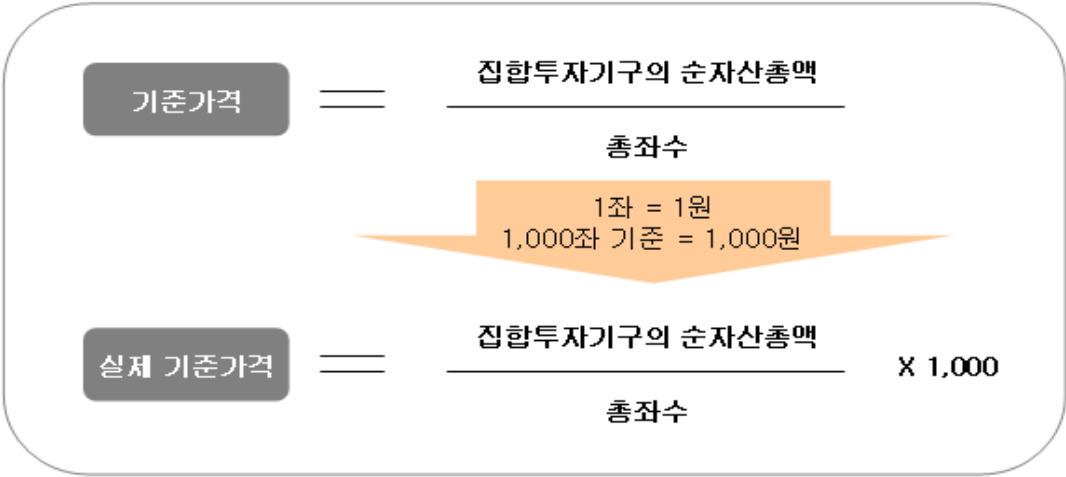 집합투자기구의 순자산총액
기준가격
총좌수
1좌 = 1원
1,000좌 기준 = 1,000원
집합투자기구의 순자산총액
실제 기준가격
X 1,000
총좌수